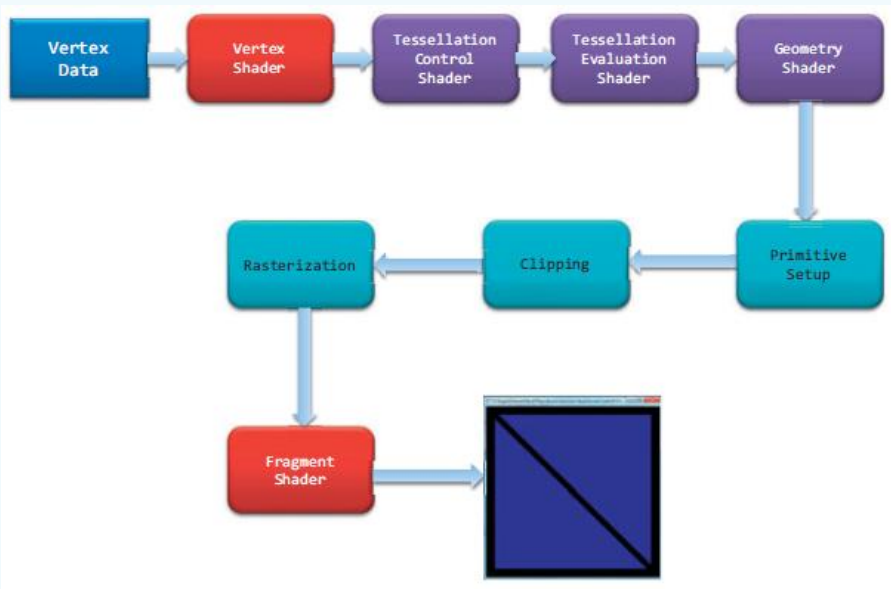 Vertex
Data
Vertex
Shader
Tessellation
Control
Shader
Tessellation
Evaluation
Shader
Geometry
Shader
Primitive
Setup
Clipping
Rasterization
Fragment
Shader